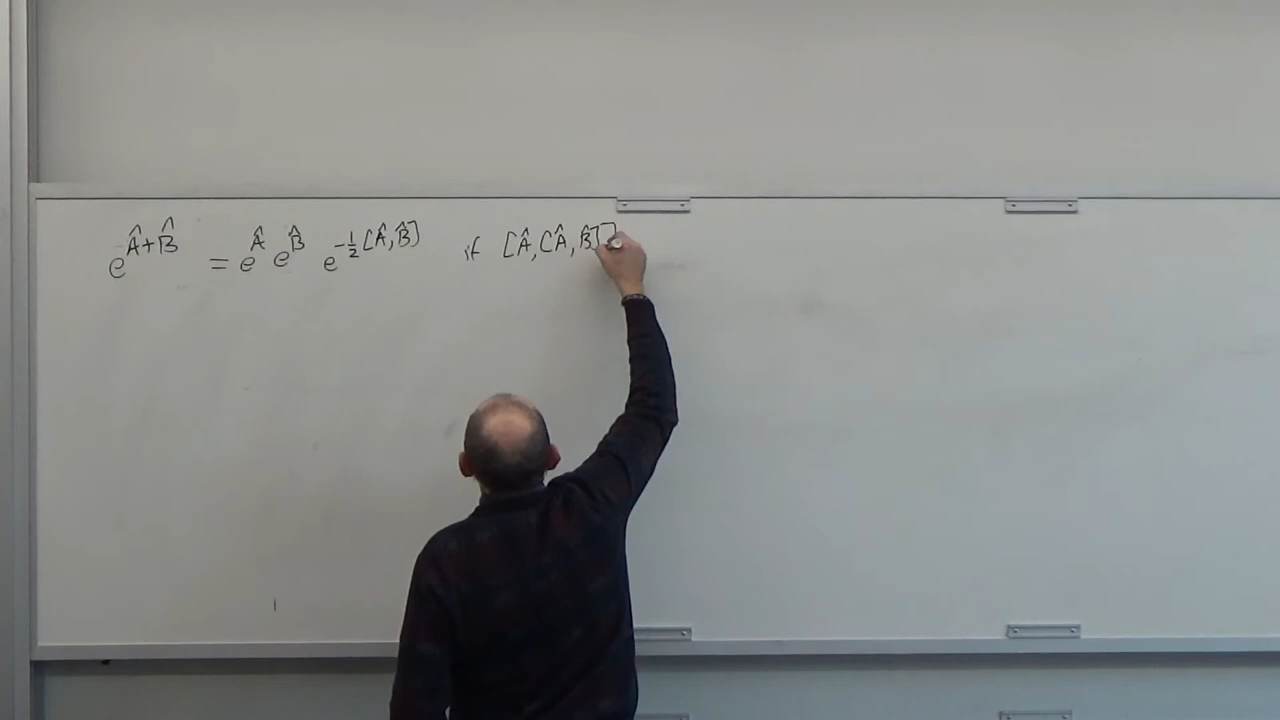 e^{Â+B̂} = e^{Â} e^{B̂} e^{-½[Â,B̂]} if [Â,[Â,B̂]]